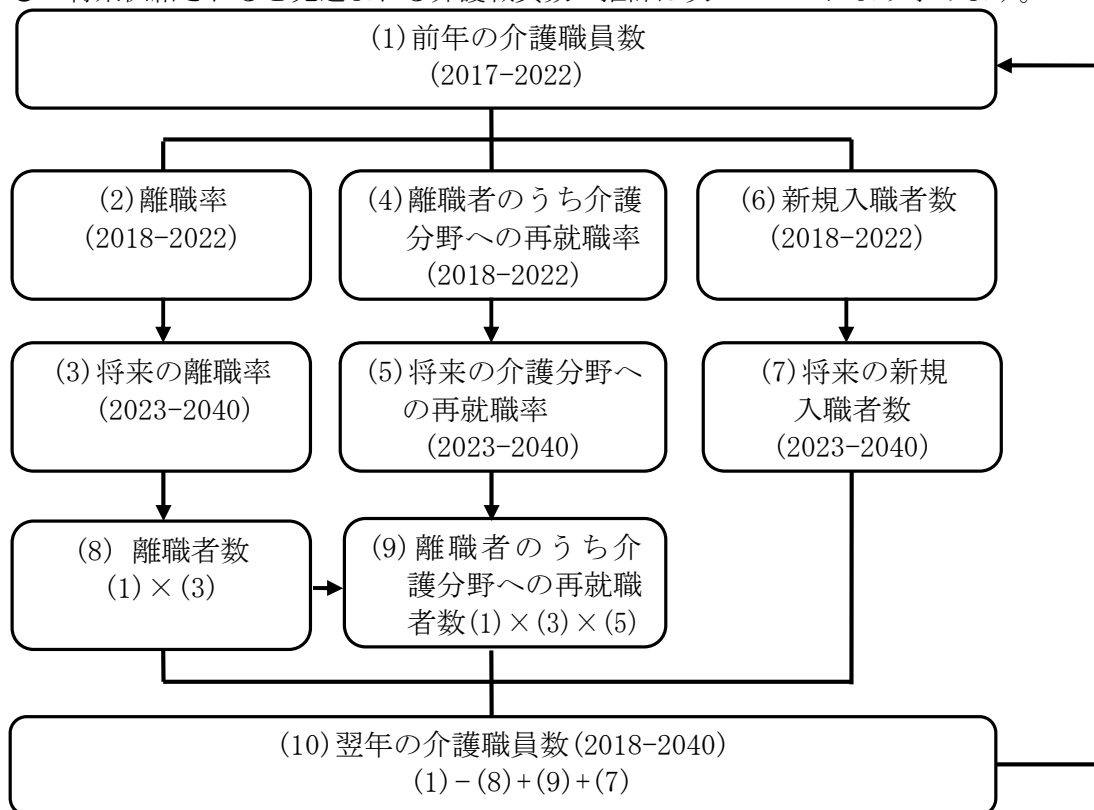 (1)前年の介護職員数
(2017-2022)
(2)離職率
(2018-2022)
(4)離職者のうち介護
分野への再就職率
(2018-2022)
(6)新規入職者数
(2018-2022)
(3)将来の離職率
(2023-2040)
(5)将来の介護分野へ
の再就職率
(2023-2040)
(7)将来の新規
入職者数
(2023-2040)
(8) 離職者数
(1)×(3)
(9)離職者のうち介
護分野への再就職
者数(1)×(3)×(5)
(10)翌年の介護職員数(2018-2040)
(1)-(8)+(9)+(7)